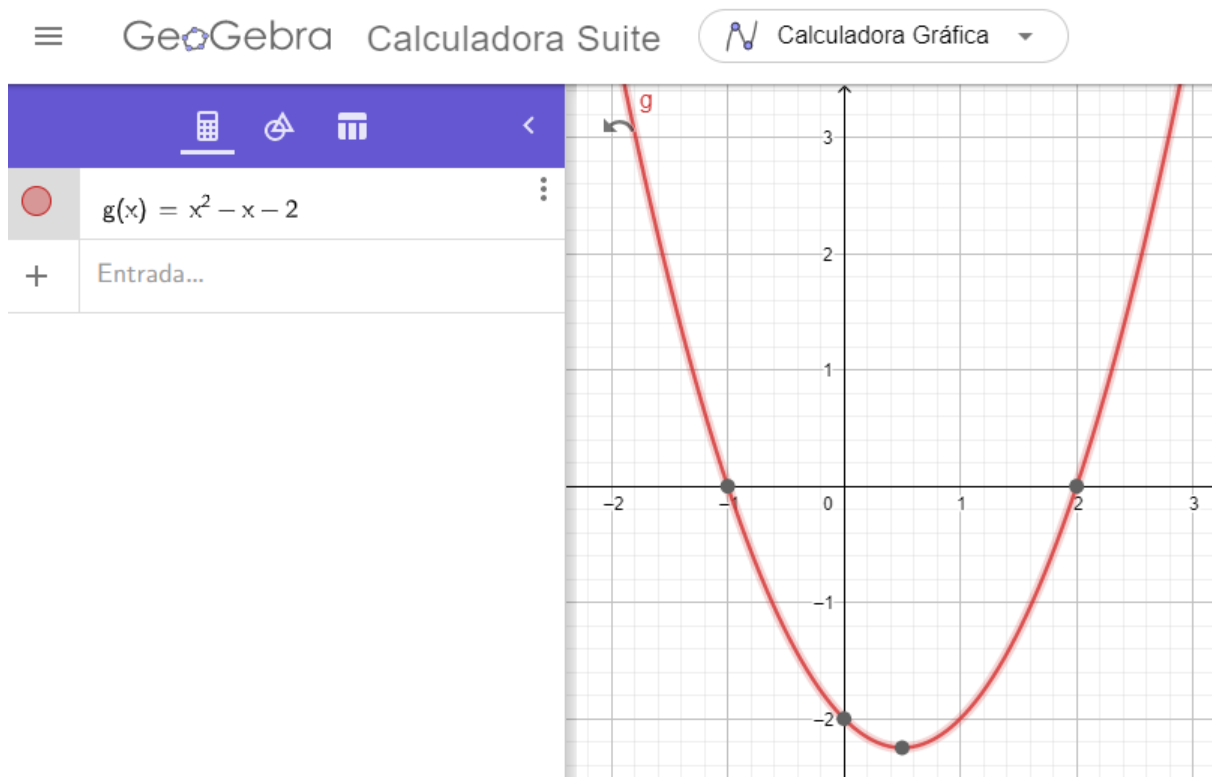 GeoGebra Calculadora Suite Calculadora Gráfica
g(x) = x² − x − 2
Entrada...
g
3
2
1
−2 −1 0 1 2 3
−1
−2